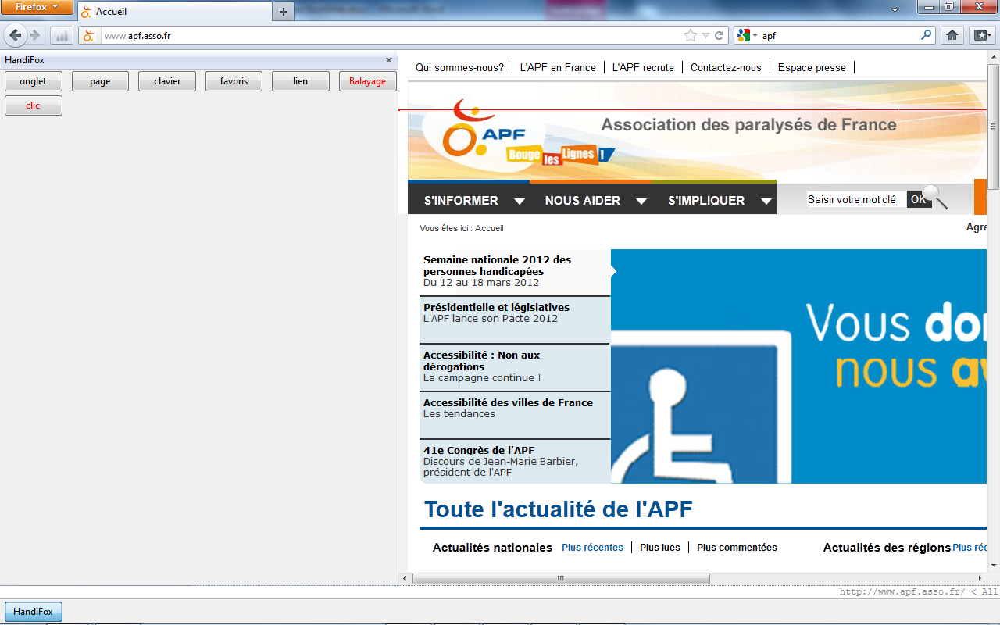 Firefox
Accueil
www.apf.asso.fr
apf
HandiFox
onglet page clavier favoris lien Balayage
clic
Qui sommes-nous? L'APF en France L'APF recrute Contactez-nous Espace presse
Association des paralysés de France
APF
Bouge les Lignes !
S'INFORMER NOUS AIDER S'IMPLIQUER
Saisir votre mot clé OK
Vous êtes ici : Accueil
Agra
Semaine nationale 2012 des
personnes handicapées
Du 12 au 18 mars 2012
Présidentielle et législatives
L'APF lance son Pacte 2012
Accessibilité : Non aux
dérogations
La campagne continue !
Accessibilité des villes de France
Les tendances
41e Congrès de l'APF
Discours de Jean-Marie Barbier,
président de l'APF
Vous do
nous a
Toute l'actualité de l'APF
Actualités nationales Plus récentes Plus lues Plus commentées
Actualités des régions Plus réc
http://www.apf.asso.fr/ < All
HandiFox